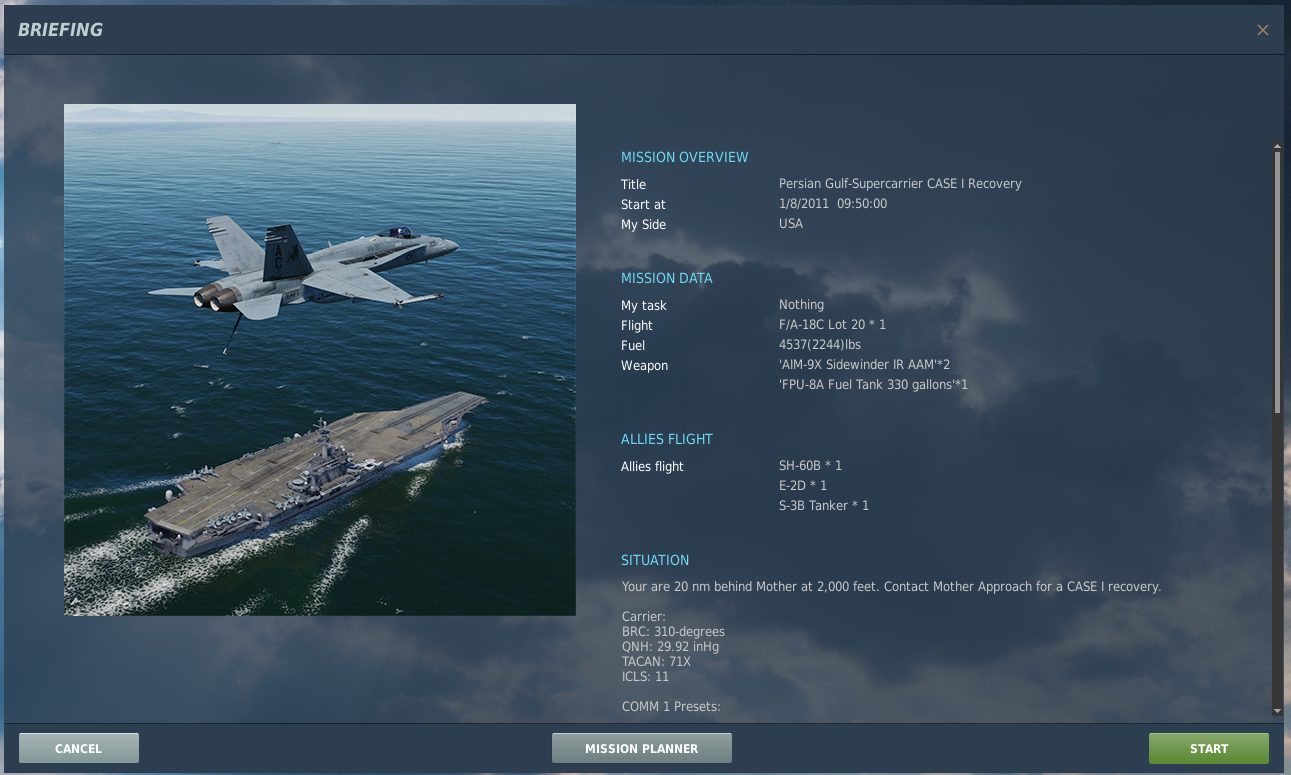 BRIEFING
MISSION OVERVIEW
Title Persian Gulf-Supercarrier CASE I Recovery
Start at 1/8/2011 09:50:00
My Side USA
MISSION DATA
My task Nothing
Flight F/A-18C Lot 20 * 1
Fuel 4537(2244)lbs
Weapon 'AIM-9X Sidewinder IR AAM'*2
'FPU-8A Fuel Tank 330 gallons'*1
ALLIES FLIGHT
Allies flight SH-60B * 1
E-2D * 1
S-3B Tanker * 1
SITUATION
Your are 20 nm behind Mother at 2,000 feet. Contact Mother Approach for a CASE I recovery.
Carrier:
BRC: 310-degrees
QNH: 29.92 inHg
TACAN: 71X
ICLS: 11
COMM 1 Presets:
CANCEL
MISSION PLANNER
START